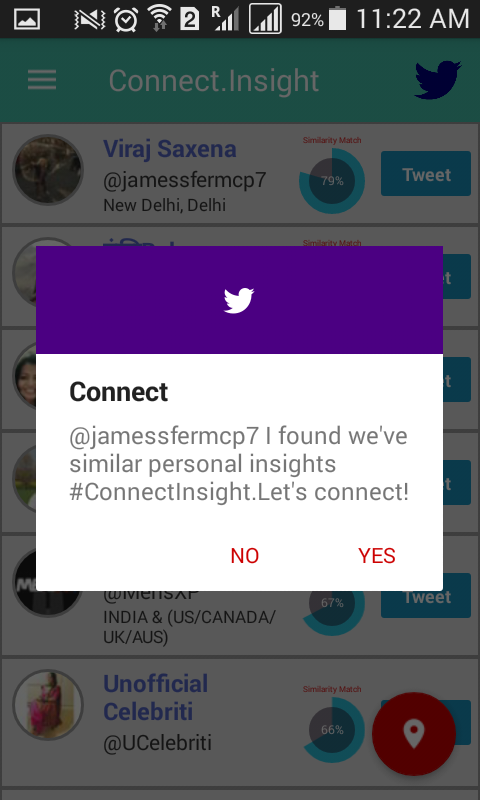 2 R 92% 11:22 AM
Connect.Insight
Similarity Match
Viraj Saxena
@jamessfermcp7
New Delhi, Delhi
79%
Tweet
Similarity Match
Connect
@jamessfermcp7 I found we've
similar personal insights
#ConnectInsight.Let's connect!
NO YES
@MensXP
INDIA & (US/CANADA/
UK/AUS)
67%
Tweet
Unofficial
Celebriti
@UCelebriti
Similarity Match
66%